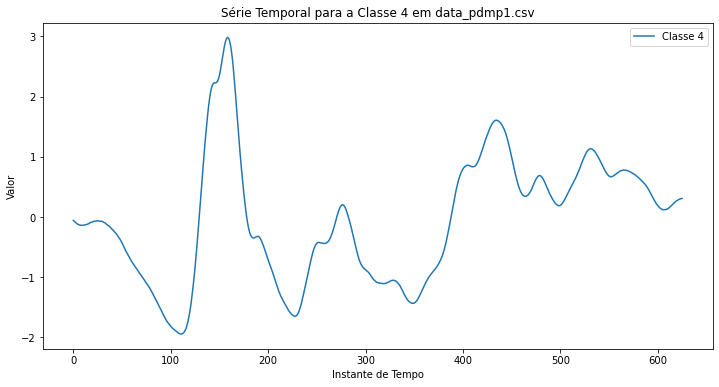 Série Temporal para a Classe 4 em data_pdmp1.csv
Classe 4
Valor
3
2
1
0
−1
−2
0 100 200 300 400 500 600
Instante de Tempo